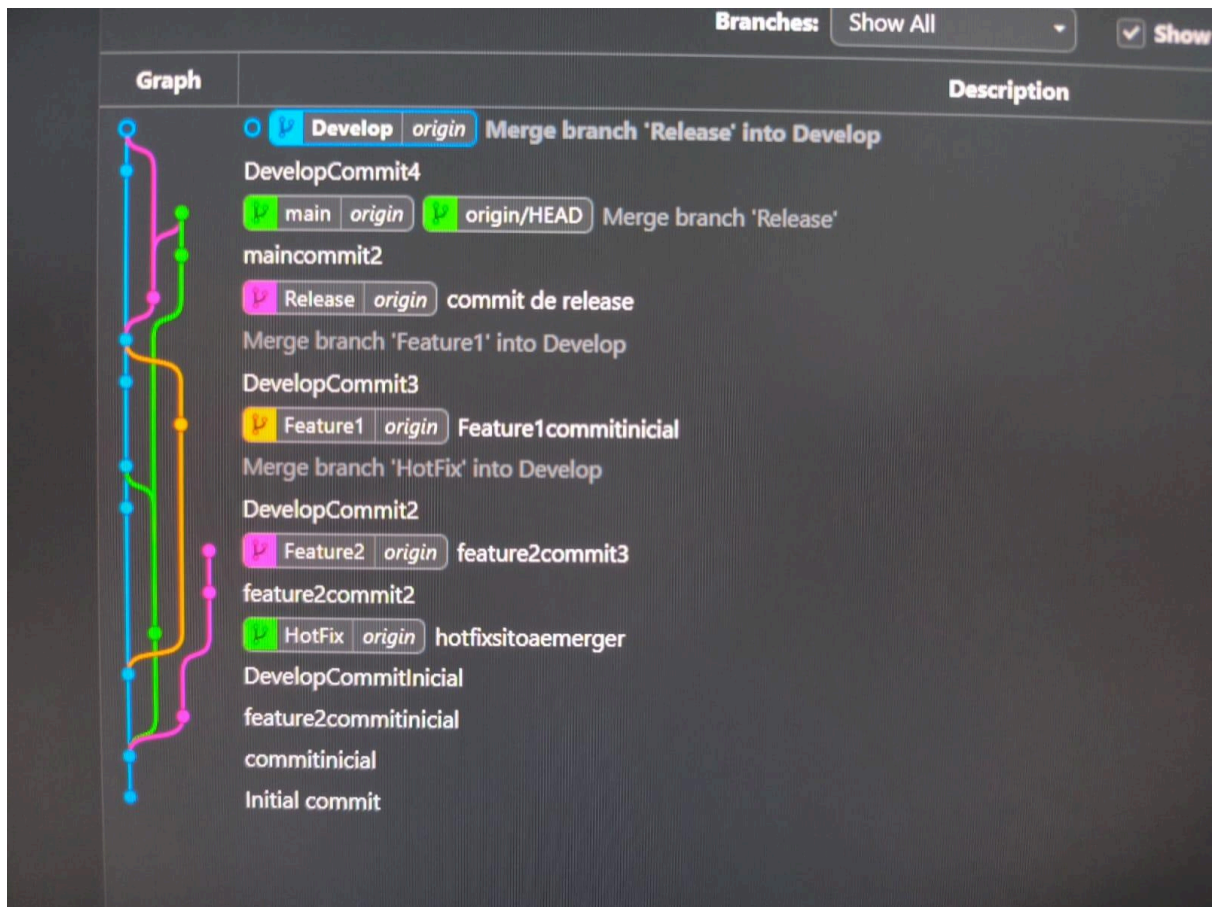 Branches: Show All Show
Graph Description
Develop origin Merge branch 'Release' into Develop
DevelopCommit4
main origin origin/HEAD Merge branch 'Release'
maincommit2
Release origin commit de release
Merge branch 'Feature1' into Develop
DevelopCommit3
Feature1 origin Feature1commitinicial
Merge branch 'HotFix' into Develop
DevelopCommit2
Feature2 origin feature2commit3
feature2commit2
HotFix origin hotfixsitoaemerger
DevelopCommitInicial
feature2commitinicial
commitinicial
Initial commit